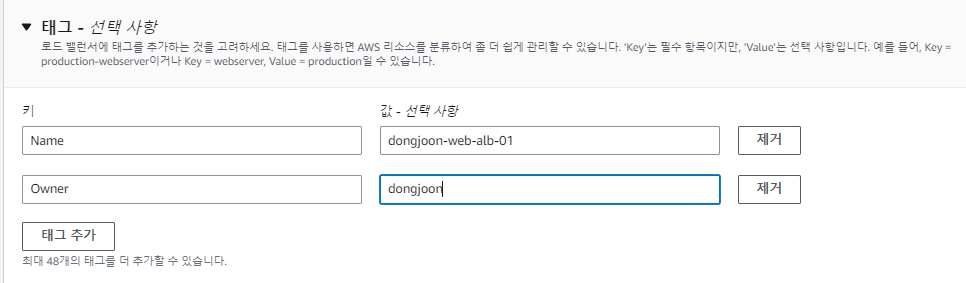 태그 - 선택 사항
로드 밸런서에 태그를 추가하는 것을 고려하세요. 태그를 사용하면 AWS 리소스를 분류하여 좀 더 쉽게 관리할 수 있습니다. 'Key'는 필수 항목이지만, 'Value'는 선택 사항입니다. 예를 들어, Key =
production-webserver이거나 Key = webserver, Value = production일 수 있습니다.
키 값 - 선택 사항
Name dongjoon-web-alb-01 제거
Owner dongjoon 제거
태그 추가
최대 48개의 태그를 더 추가할 수 있습니다.